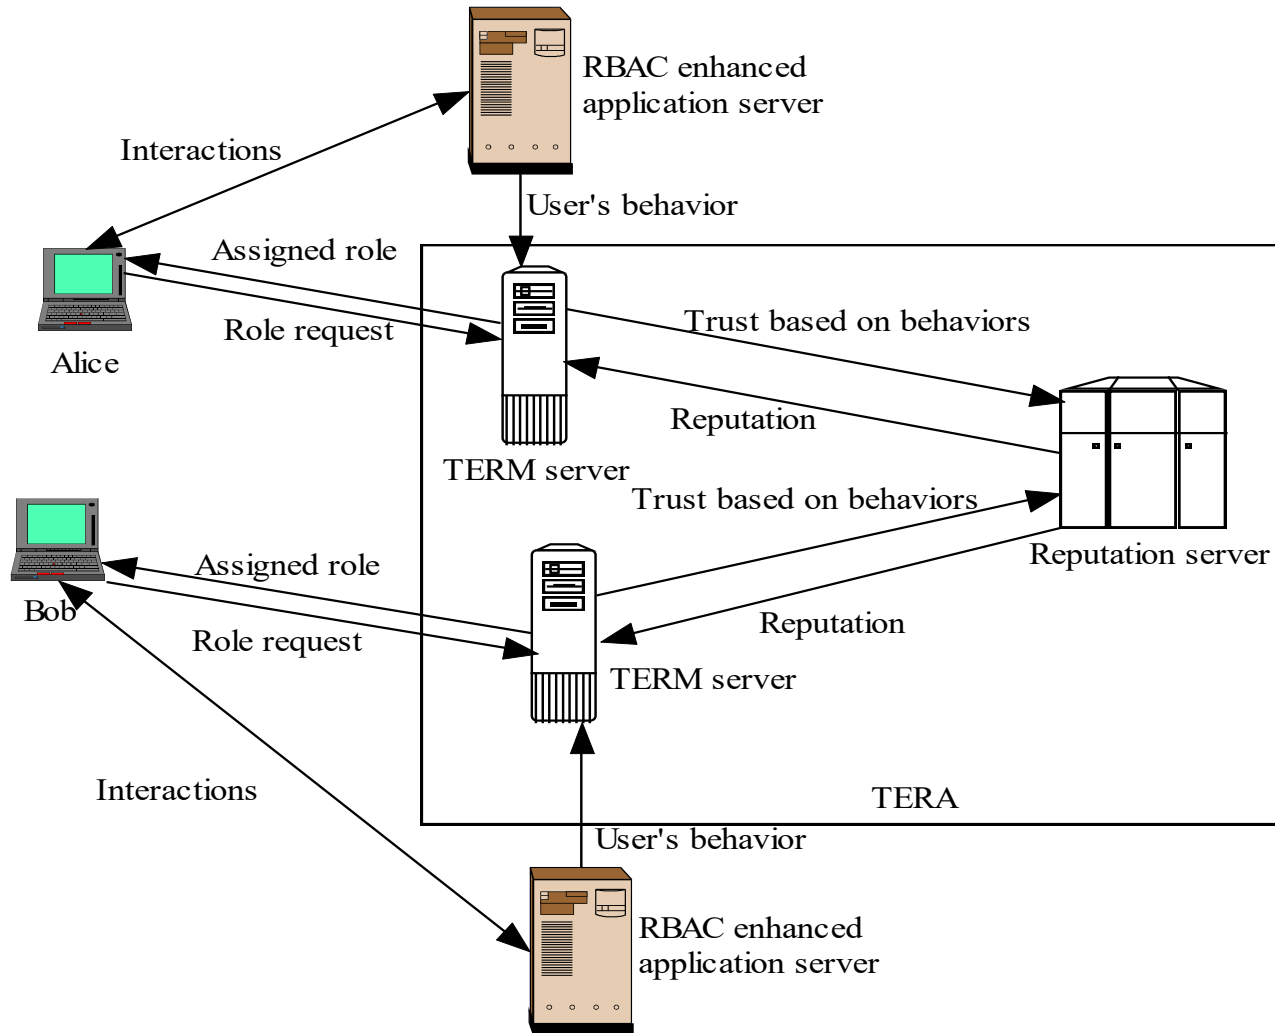 RBAC enhanced
application server
Interactions
User's behavior
Assigned role
Role request
Alice
Trust based on behaviors
Reputation
TERM server
Trust based on behaviors
Reputation server
Assigned role
Bob
Role request
Reputation
TERM server
Interactions
TERA
User's behavior
RBAC enhanced
application server